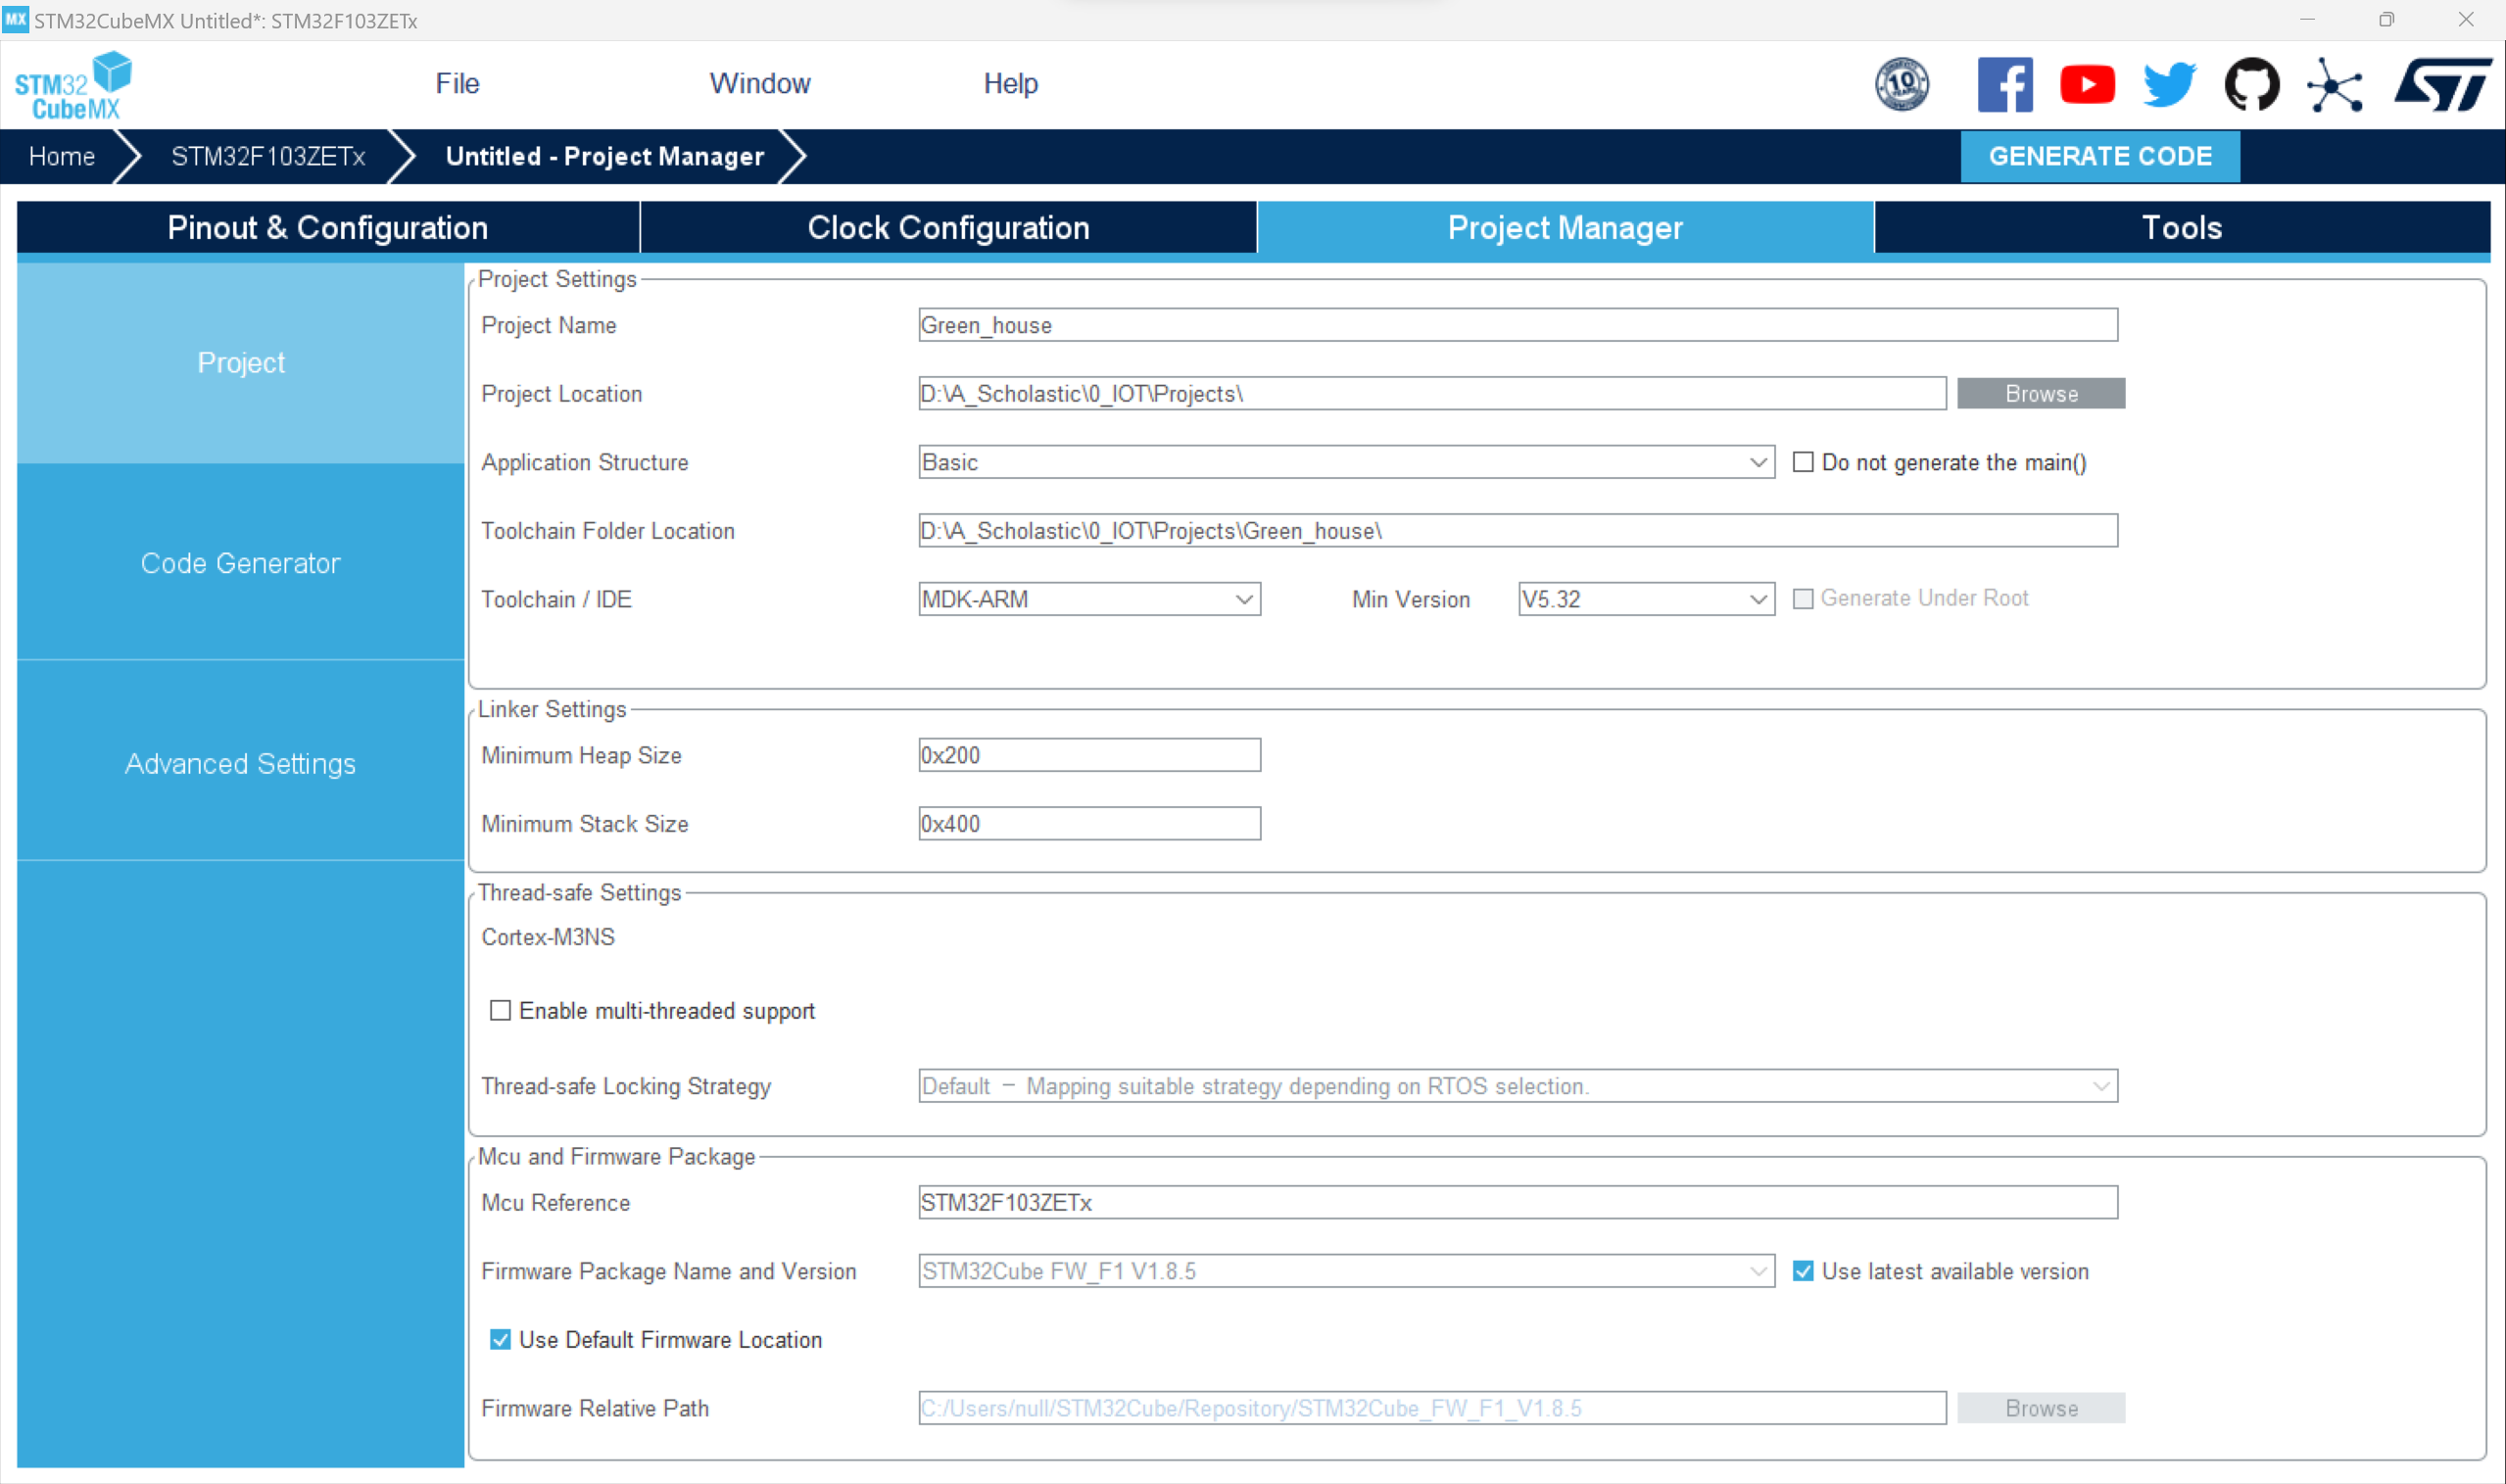 MX STM32CubeMX Untitled*: STM32F103ZETx
STM32 CubeMX
File Window Help
10 YEARS
Home STM32F103ZETx Untitled - Project Manager GENERATE CODE
Pinout & Configuration Clock Configuration Project Manager Tools
Project
Code Generator
Advanced Settings
Project Settings
Project Name Green_house
Project Location D:\A_Scholastic\0_IOT\Projects\ Browse
Application Structure Basic Do not generate the main()
Toolchain Folder Location D:\A_Scholastic\0_IOT\Projects\Green_house\
Toolchain / IDE MDK-ARM Min Version V5.32 Generate Under Root
Linker Settings
Minimum Heap Size 0x200
Minimum Stack Size 0x400
Thread-safe Settings
Cortex-M3NS
Enable multi-threaded support
Thread-safe Locking Strategy Default – Mapping suitable strategy depending on RTOS selection.
Mcu and Firmware Package
Mcu Reference STM32F103ZETx
Firmware Package Name and Version STM32Cube FW_F1 V1.8.5 Use latest available version
Use Default Firmware Location
Firmware Relative Path C:/Users/null/STM32Cube/Repository/STM32Cube_FW_F1_V1.8.5 Browse